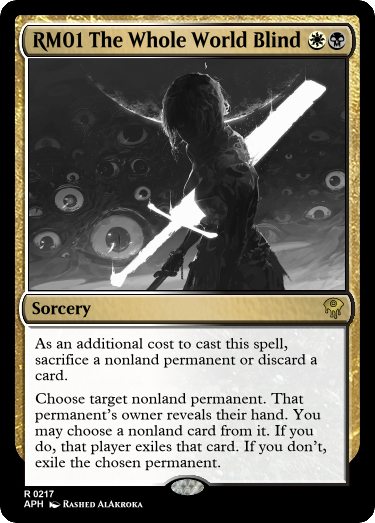 RM01 The Whole World Blind
Sorcery
As an additional cost to cast this spell,
sacrifice a nonland permanent or discard a
card.
Choose target nonland permanent. That
permanent's owner reveals their hand. You
may choose a nonland card from it. If you
do, that player exiles that card. If you don't,
exile the chosen permanent.
R 0217
APH Rashed AlAkroka